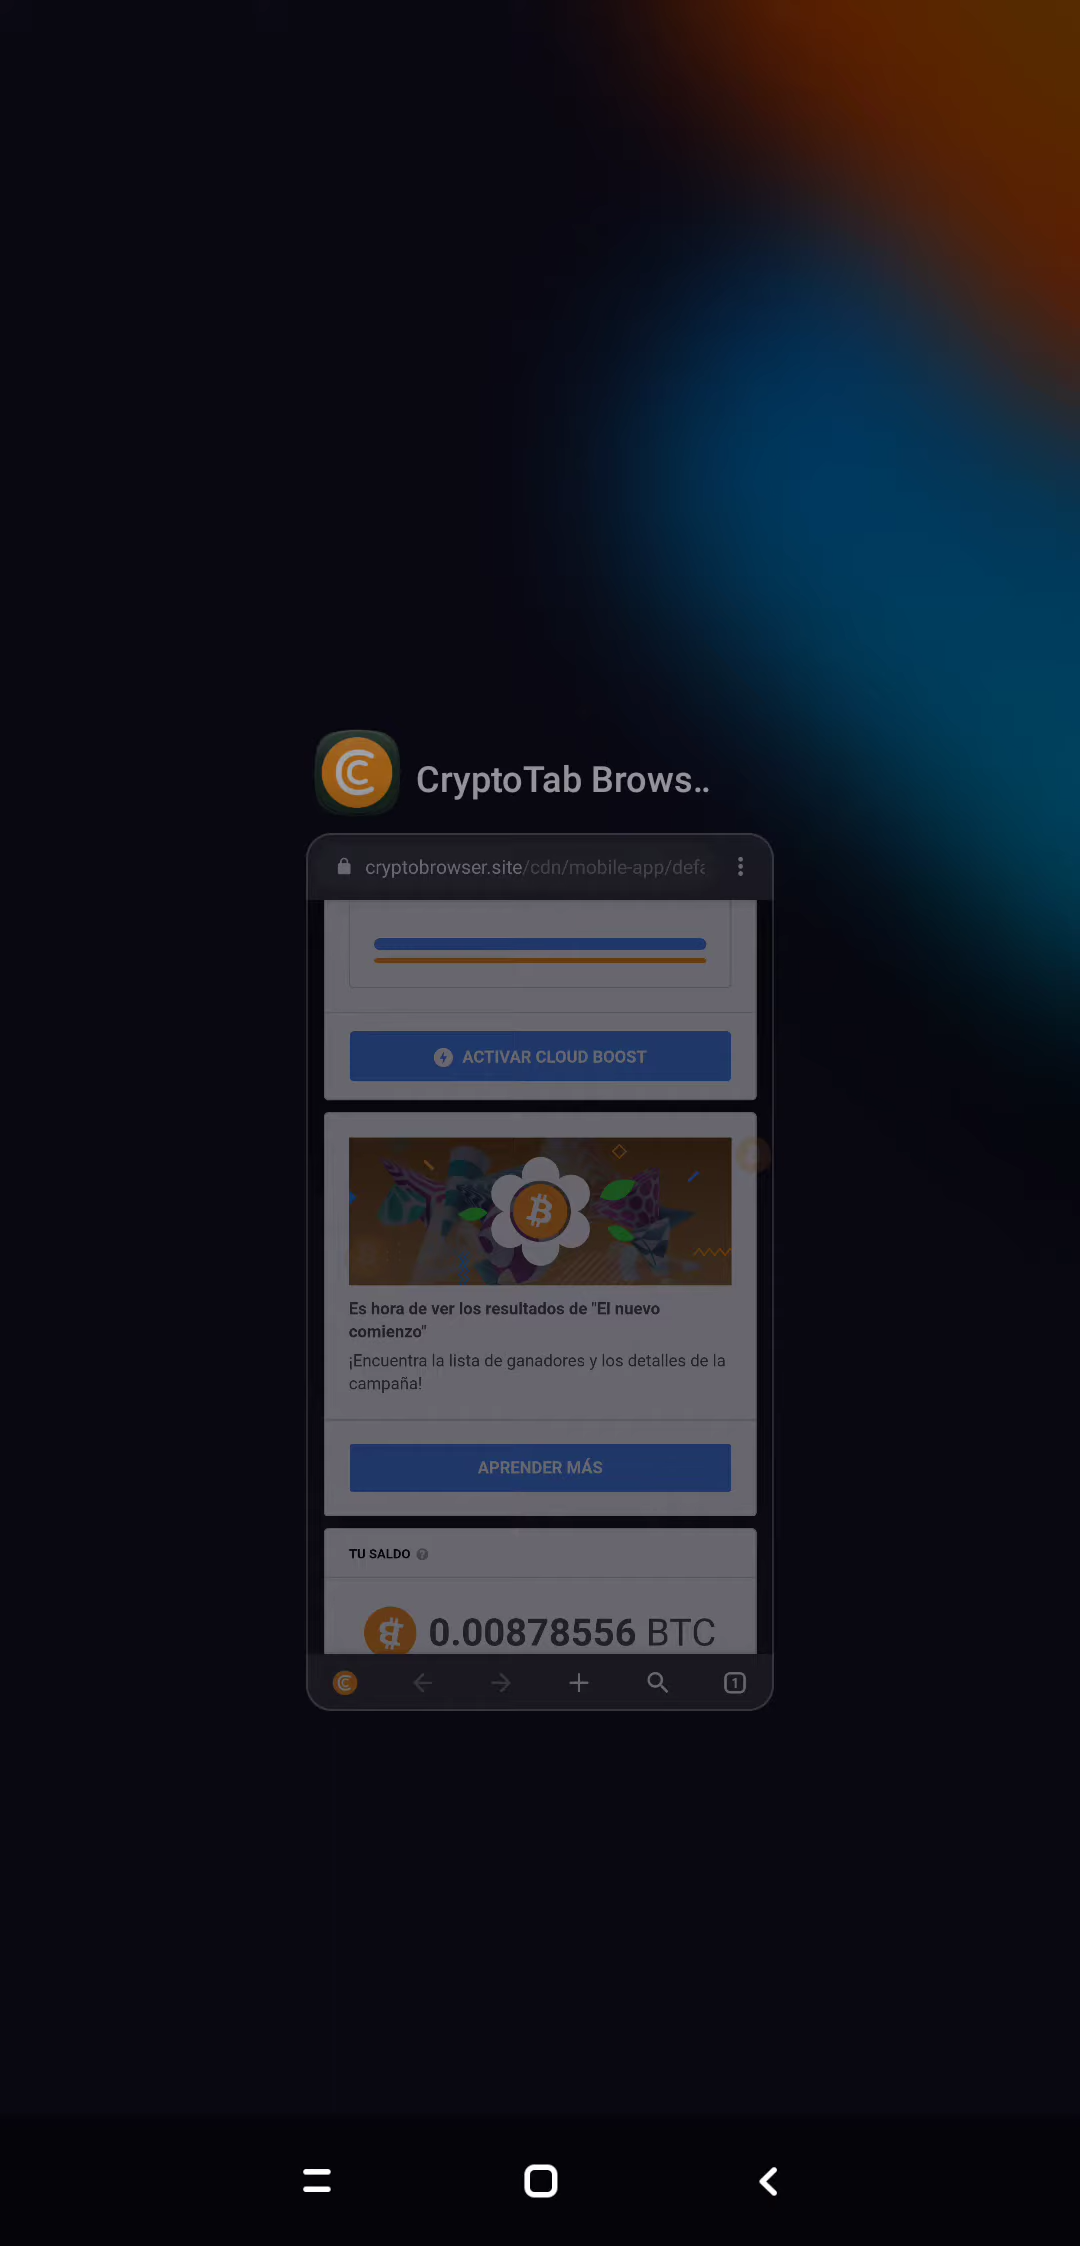 CryptoTab Brows..
cryptobrowser.site/cdn/mobile-app/defa
ACTIVAR CLOUD BOOST
Es hora de ver los resultados de "El nuevo
comienzo"
¡Encuentra la lista de ganadores y los detalles de la
campaña!
APRENDER MÁS
TU SALDO ?
0.00878556 BTC
1